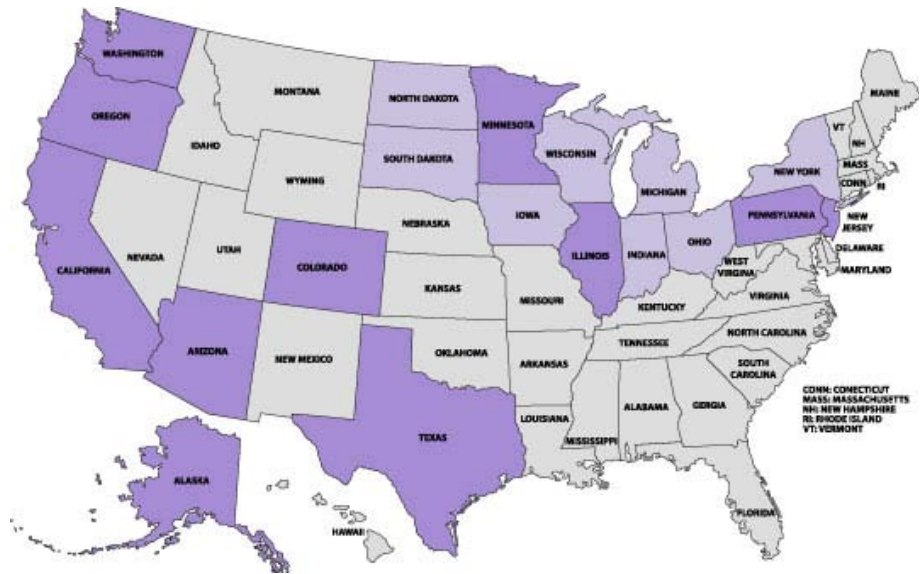 WASHINGTON
OREGON
CALIFORNIA
NEVADA
IDAHO
MONTANA
WYMING
UTAH
COLORADO
ARIZONA
NEW MEXICO
NORTH DAKOTA
SOUTH DAKOTA
NEBRASKA
KANSAS
OKLAHOMA
TEXAS
MINNESOTA
IOWA
MISSOURI
ARKANSAS
LOUISIANA
WISCONSIN
ILLINOIS
MICHIGAN
INDIANA
OHIO
KENTUCKY
TENNESSEE
MISSISSIPPI
ALABAMA
GERGIA
FLORIDA
SOUTH
CAROLINA
NORTH CAROLINA
VIRGINIA
WEST
VIRGINA
PENNSYLVANIA
NEW YORK
VT
NH
MAINE
MASS
CONN
RI
NEW
JERSEY
DELAWARE
MARYLAND
ALASKA
HAWAII
CONN: CONECTICUT
MASS: MASSACHUSETTS
NH: NEW HAMPSHIRE
RI: RHODE ISLAND
VT: VERMONT